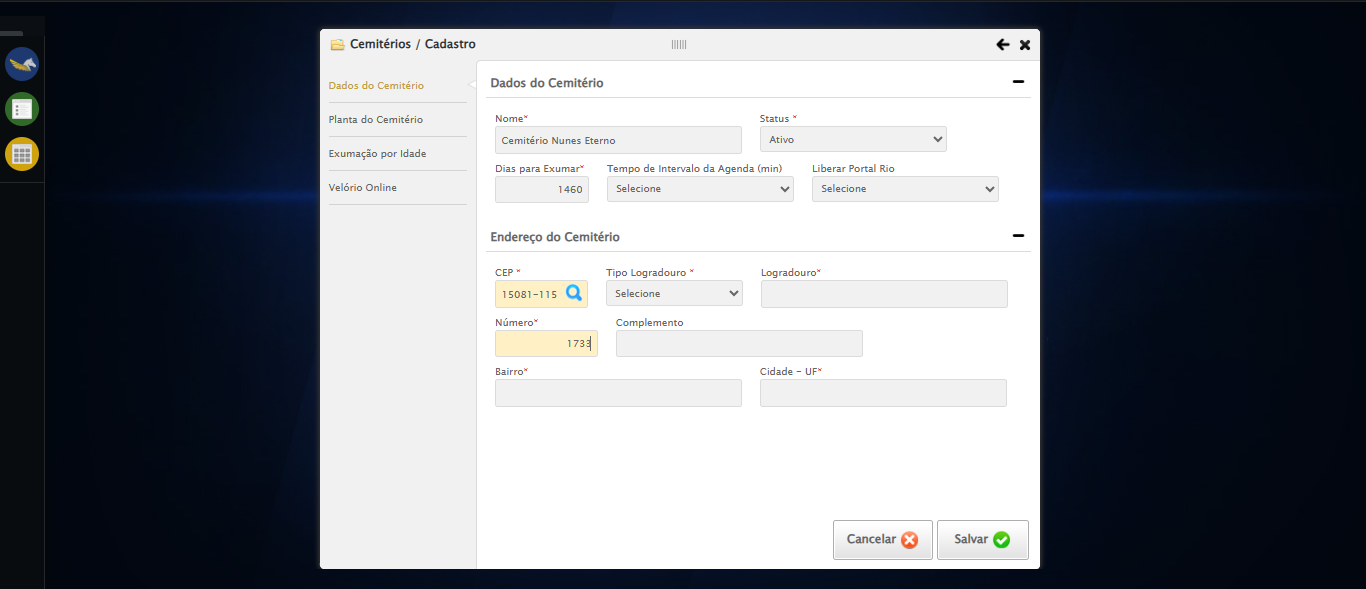 Cemitérios / Cadastro
Dados do Cemitério
Planta do Cemitério
Exumação por Idade
Velório Online
Dados do Cemitério
Nome* Status *
Cemitério Nunes Eterno Ativo
Dias para Exumar* Tempo de Intervalo da Agenda (min) Liberar Portal Rio
1460 Selecione Selecione
Endereço do Cemitério
CEP * Tipo Logradouro * Logradouro*
15081-115 Selecione
Número* Complemento
1733
Bairro* Cidade - UF*
Cancelar Salvar